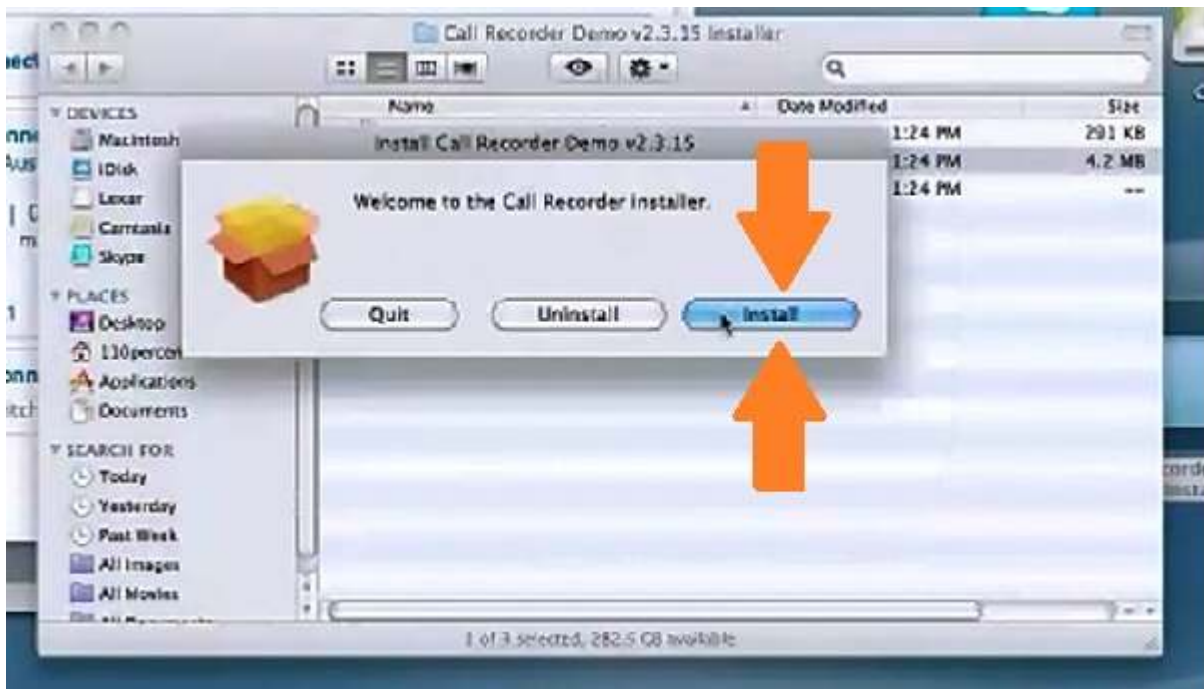 Call Recorder Demo v2.3.15 Installer
DEVICES
Macintosh
iDisk
Lexar
Camtasia
Skype
PLACES
Desktop
110percen
Applications
Documents
SEARCH FOR
Today
Yesterday
Past Week
All Images
All Movies
Name Date Modified Size
1:24 PM 291 KB
1:24 PM 4.2 MB
1:24 PM --
Install Call Recorder Demo v2.3.15
Welcome to the Call Recorder Installer.
Quit Uninstall Install
1 of 3 selected, 282.5 GB available